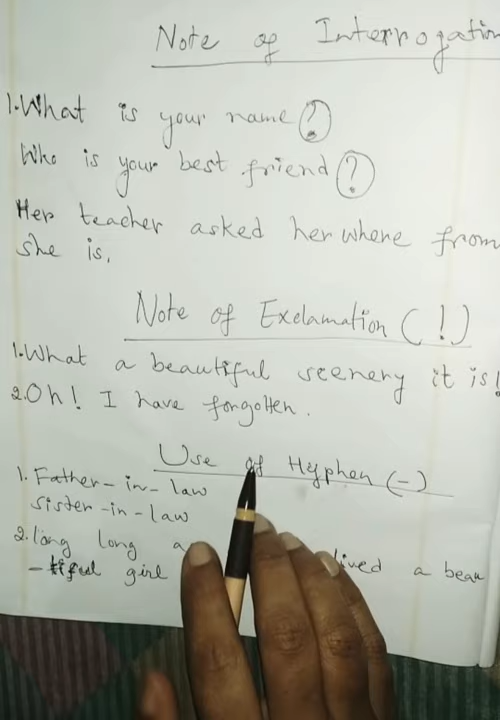 Note of Interrogation
1. What is your name?
Who is your best friend?
Her teacher asked her where from
she is.
Note of Exclamation (!)
1. What a beautiful scenery it is!
2. Oh! I have forgotten.
Use of Hyphen (-)
1. Father-in-law
sister-in-law
2. long long a lived a beau
-tiful girl